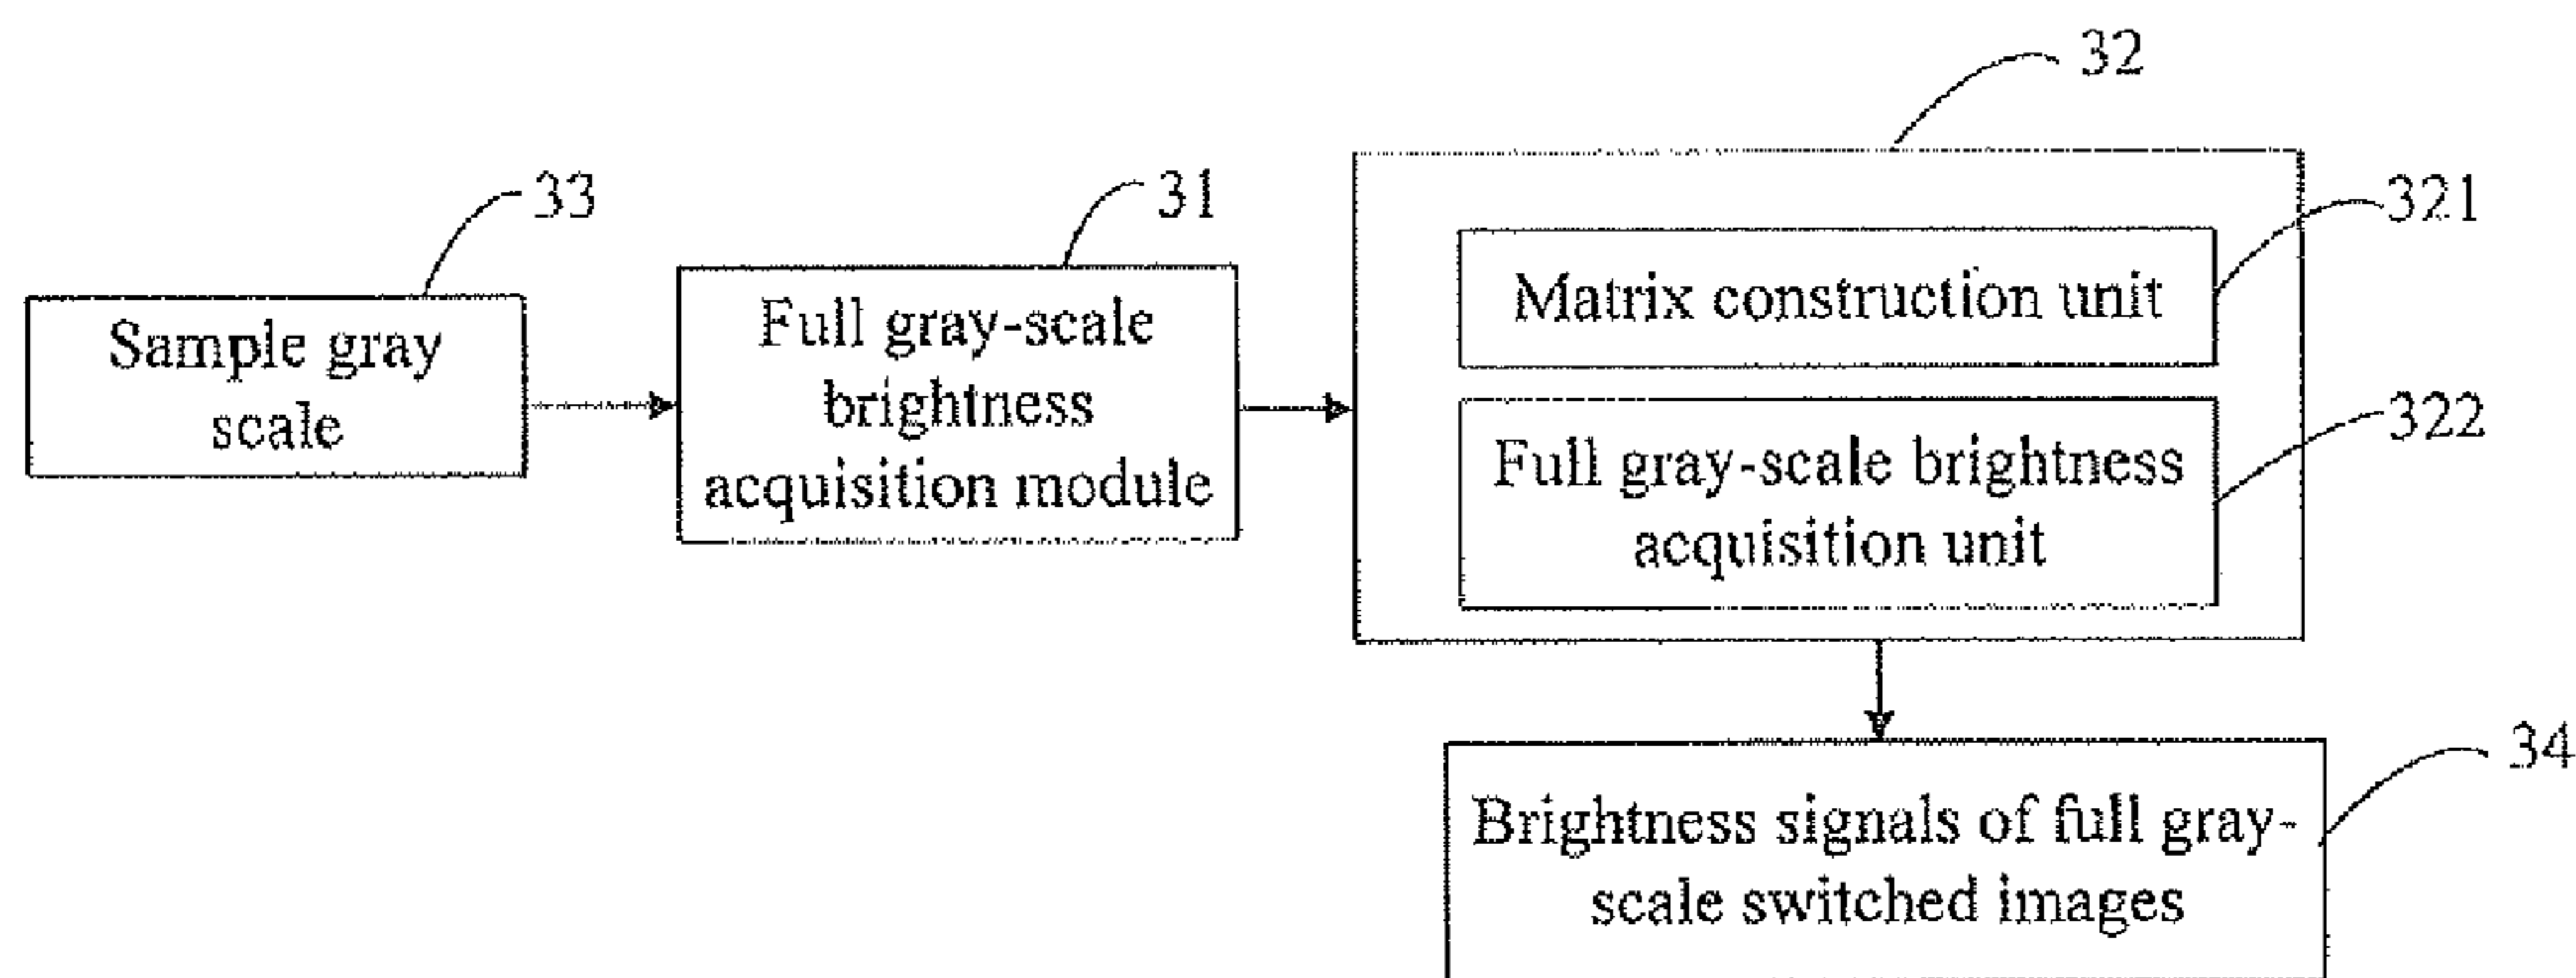 32
33
31
321
Matrix construction unit
Sample gray
scale
Full gray-scale
brightness
acquisition module
322
Full gray-scale brightness
acquisition unit
34
Brightness signals of full gray-
scale switched images